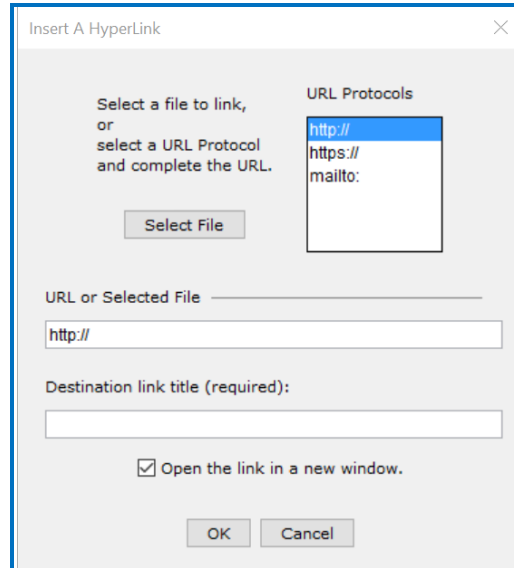 Insert A HyperLink
Select a file to link,
or
select a URL Protocol
and complete the URL.
Select File
URL Protocols
http://
https://
mailto:
URL or Selected File
http://
Destination link title (required):
Open the link in a new window.
OK
Cancel